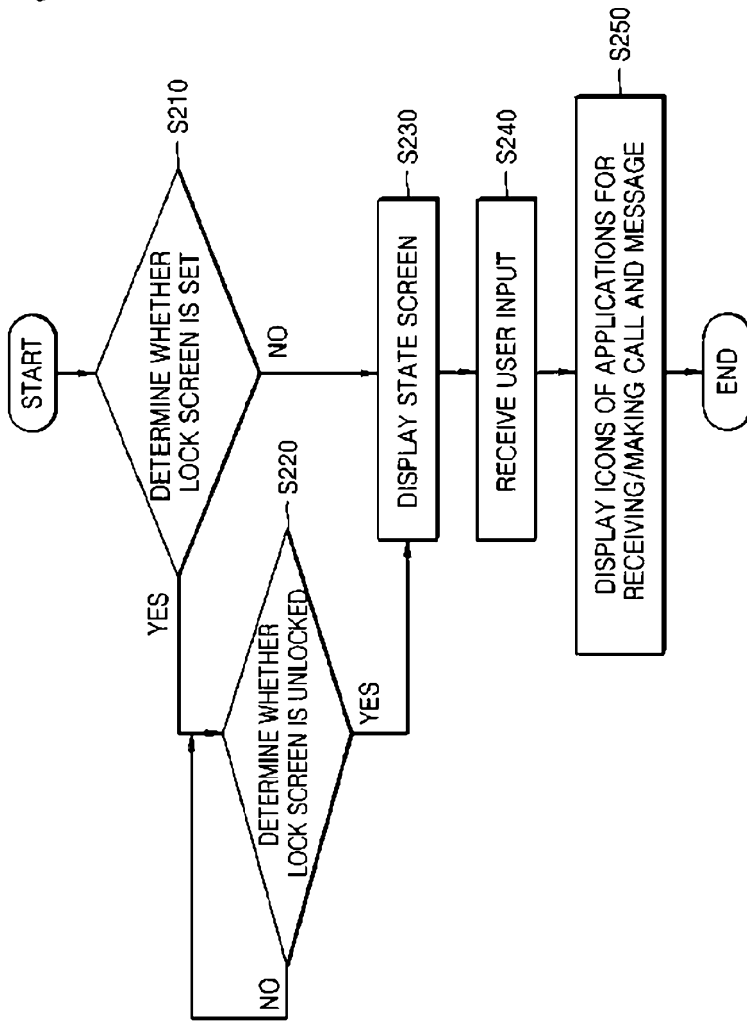 START
DETERMINE WHETHER
LOCK SCREEN IS SET
S210
YES
NO
DETERMINE WHETHER
LOCK SCREEN IS UNLOCKED
S220
NO
YES
DISPLAY STATE SCREEN
S230
RECEIVE USER INPUT
S240
DISPLAY ICONS OF APPLICATIONS FOR
RECEIVING/MAKING CALL AND MESSAGE
S250
END